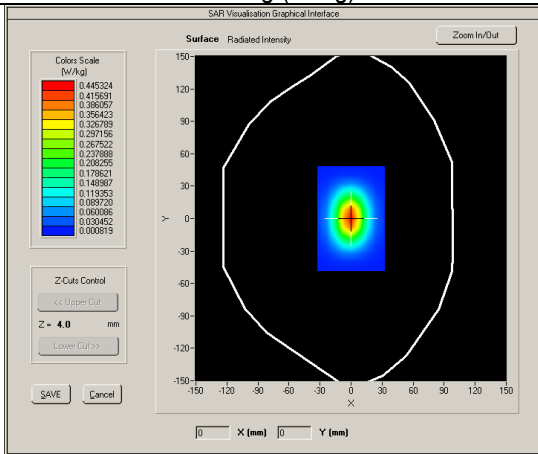 SAR Visualisation Graphical Interface
Surface Radiated Intensity
Zoom In/Out
Colors Scale
(W/kg)
0.445324
0.415691
0.386057
0.356423
0.326789
0.297156
0.267522
0.237888
0.208255
0.178621
0.148987
0.119353
0.089720
0.060086
0.030452
0.000819
150
120
90
60
30
0
-30
-60
-90
-120
-150
Y
-150 -120 -90 -60 -30 0 30 60 90 120 150
X
Z-Cuts Control
<< Upper Cut
Z = 4.0 mm
Lower Cut >>
SAVE Cancel
0 X (mm) 0 Y (mm)